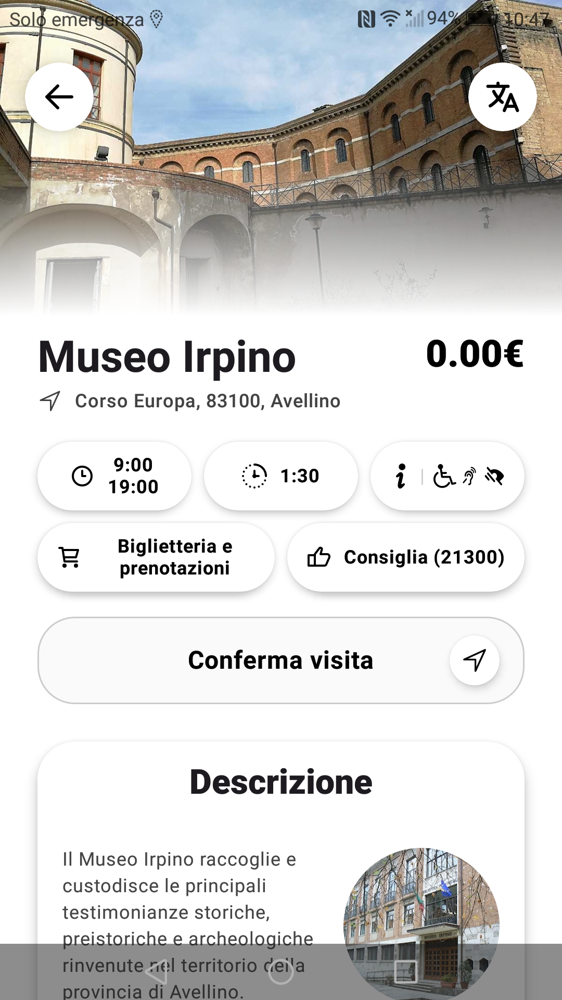 Solo emergenza 94% 10:47
Museo Irpino 0.00€
Corso Europa, 83100, Avellino
9:00
19:00
1:30
Biglietteria e
prenotazioni
Consiglia (21300)
Conferma visita
Descrizione
Il Museo Irpino raccoglie e
custodisce le principali
testimonianze storiche,
preistoriche e archeologiche
rinvenute nel territorio della
provincia di Avellino.
MVSEO IRPINO